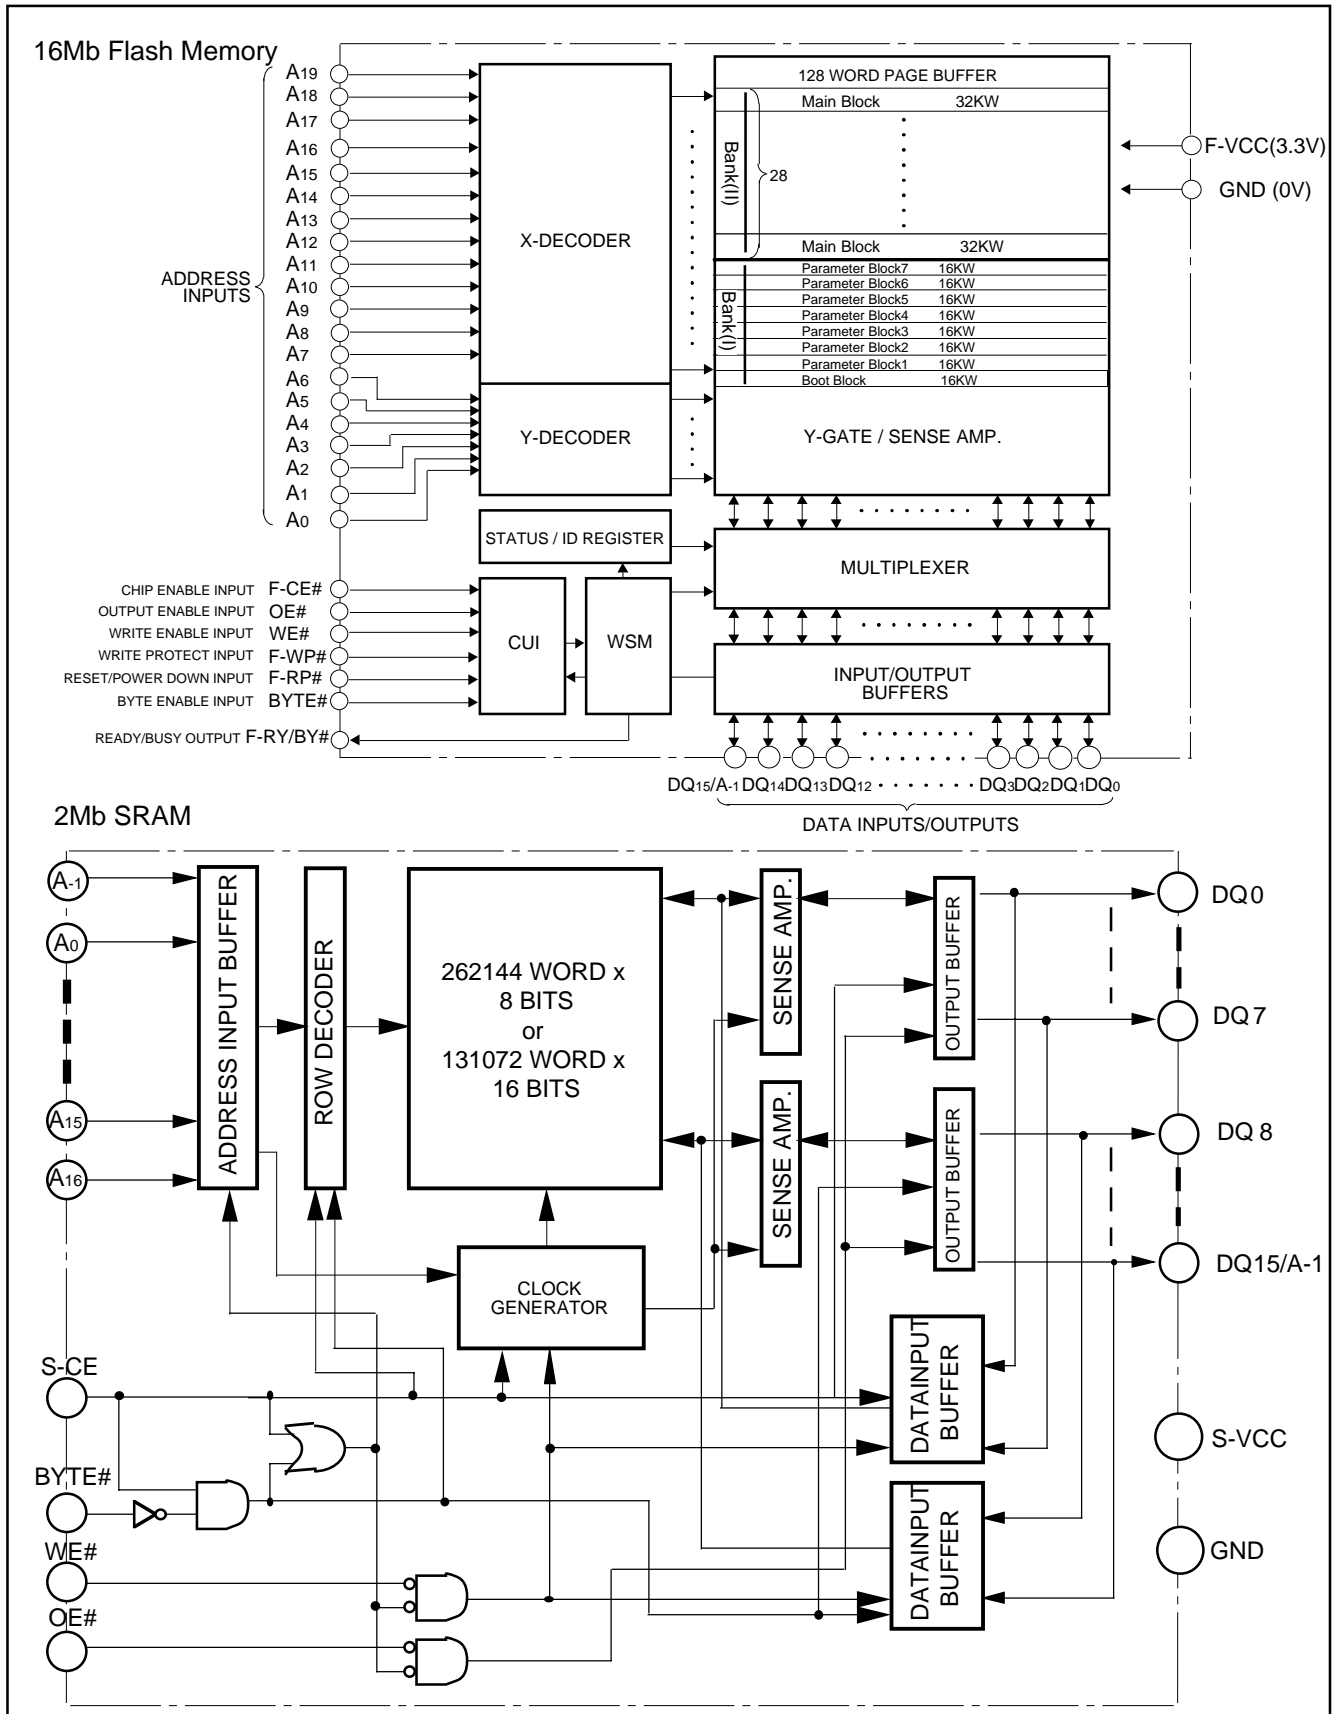 16Mb Flash Memory
A19
A18
A17
A16
A15
A14
A13
A12
A11
A10
A9
A8
A7
A6
A5
A4
A3
A2
A1
A0
ADDRESS
INPUTS
X-DECODER
Y-DECODER
128 WORD PAGE BUFFER
Main Block 32KW
Bank(II)
28
Main Block 32KW
Bank(I)
Parameter Block7 16KW
Parameter Block6 16KW
Parameter Block5 16KW
Parameter Block4 16KW
Parameter Block3 16KW
Parameter Block2 16KW
Parameter Block1 16KW
Boot Block 16KW
Y-GATE / SENSE AMP.
F-VCC(3.3V)
GND (0V)
STATUS / ID REGISTER
MULTIPLEXER
CHIP ENABLE INPUT F-CE#
OUTPUT ENABLE INPUT OE#
WRITE ENABLE INPUT WE#
WRITE PROTECT INPUT F-WP#
RESET/POWER DOWN INPUT F-RP#
BYTE ENABLE INPUT BYTE#
READY/BUSY OUTPUT F-RY/BY#
CUI
WSM
INPUT/OUTPUT
BUFFERS
DQ15/A-1 DQ14 DQ13 DQ12 DQ3 DQ2 DQ1 DQ0
DATA INPUTS/OUTPUTS
2Mb SRAM
A-1
A0
A15
A16
ADDRESS INPUT BUFFER
ROW DECODER
262144 WORD x
8 BITS
or
131072 WORD x
16 BITS
SENSE AMP.
SENSE AMP.
OUTPUT BUFFER
OUTPUT BUFFER
DQ0
DQ7
DQ8
DQ15/A-1
CLOCK
GENERATOR
DATAINPUT
BUFFER
DATAINPUT
BUFFER
S-CE
BYTE#
WE#
OE#
S-VCC
GND